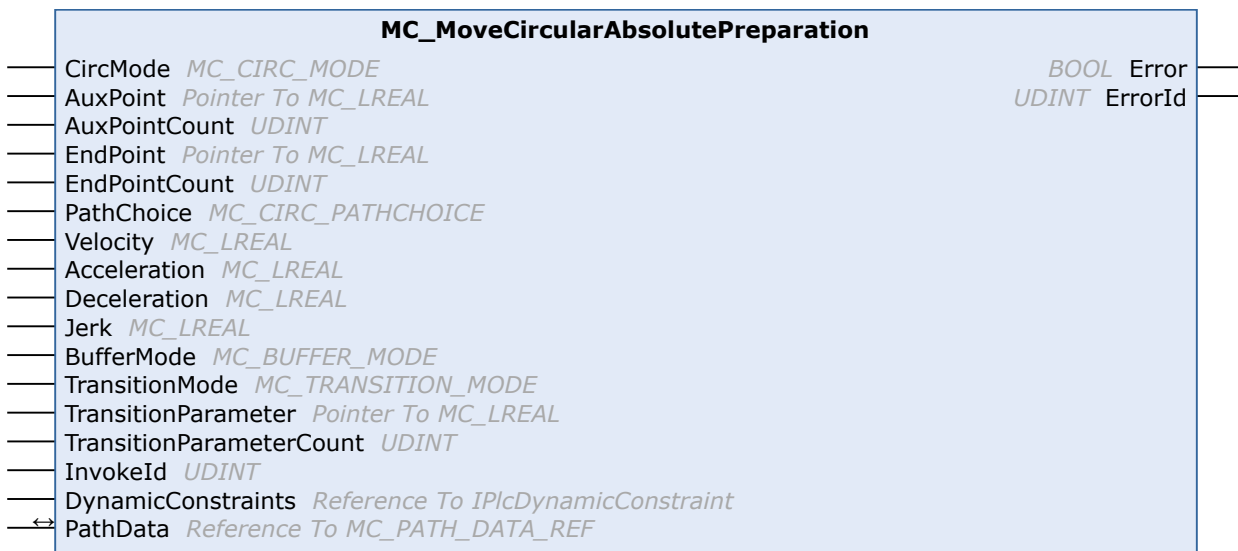 MC_MoveCircularAbsolutePreparation
CircMode MC_CIRC_MODE BOOL Error
AuxPoint Pointer To MC_LREAL UDINT ErrorId
AuxPointCount UDINT
EndPoint Pointer To MC_LREAL
EndPointCount UDINT
PathChoice MC_CIRC_PATHCHOICE
Velocity MC_LREAL
Acceleration MC_LREAL
Deceleration MC_LREAL
Jerk MC_LREAL
BufferMode MC_BUFFER_MODE
TransitionMode MC_TRANSITION_MODE
TransitionParameter Pointer To MC_LREAL
TransitionParameterCount UDINT
InvokeId UDINT
DynamicConstraints Reference To IPlcDynamicConstraint
↔ PathData Reference To MC_PATH_DATA_REF